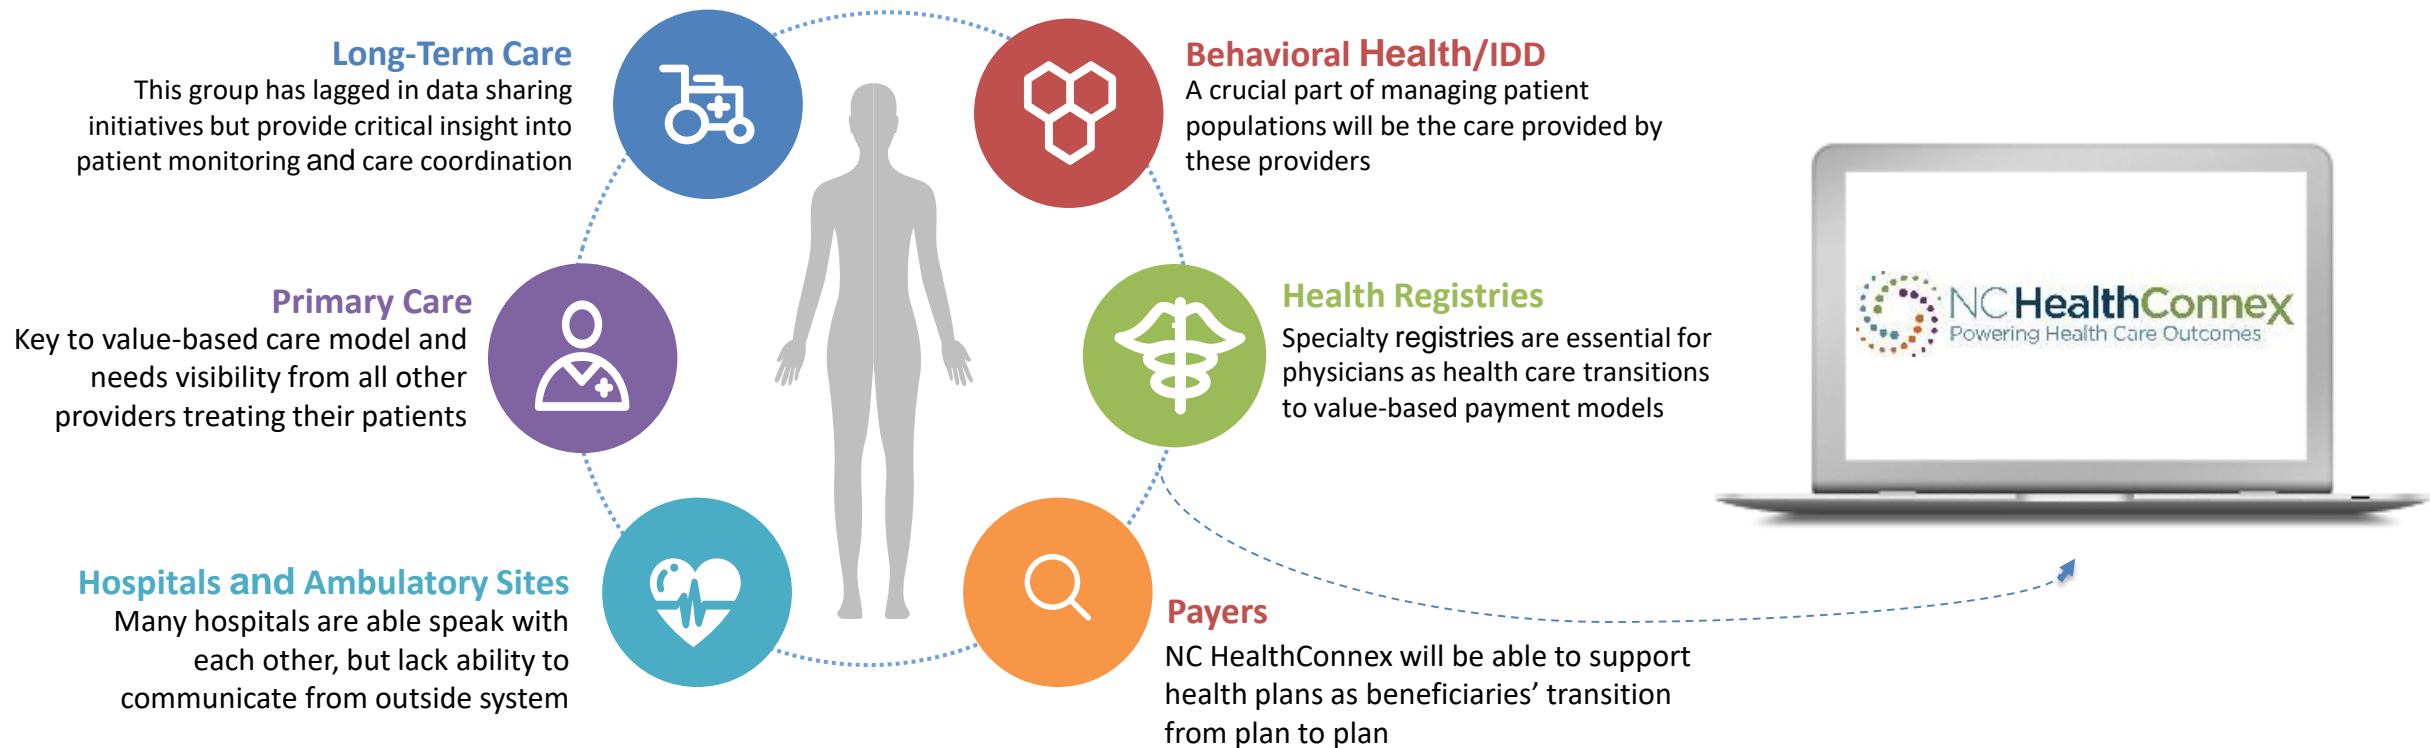 Long-Term Care
This group has lagged in data sharing
initiatives but provide critical insight into
patient monitoring and care coordination
Behavioral Health/IDD
A crucial part of managing patient
populations will be the care provided by
these providers
Primary Care
Key to value-based care model and
needs visibility from all other
providers treating their patients
Health Registries
Specialty registries are essential for
physicians as health care transitions
to value-based payment models
Hospitals and Ambulatory Sites
Many hospitals are able speak with
each other, but lack ability to
communicate from outside system
Payers
NC HealthConnex will be able to support
health plans as beneficiaries’ transition
from plan to plan
NC HealthConnex
Powering Health Care Outcomes